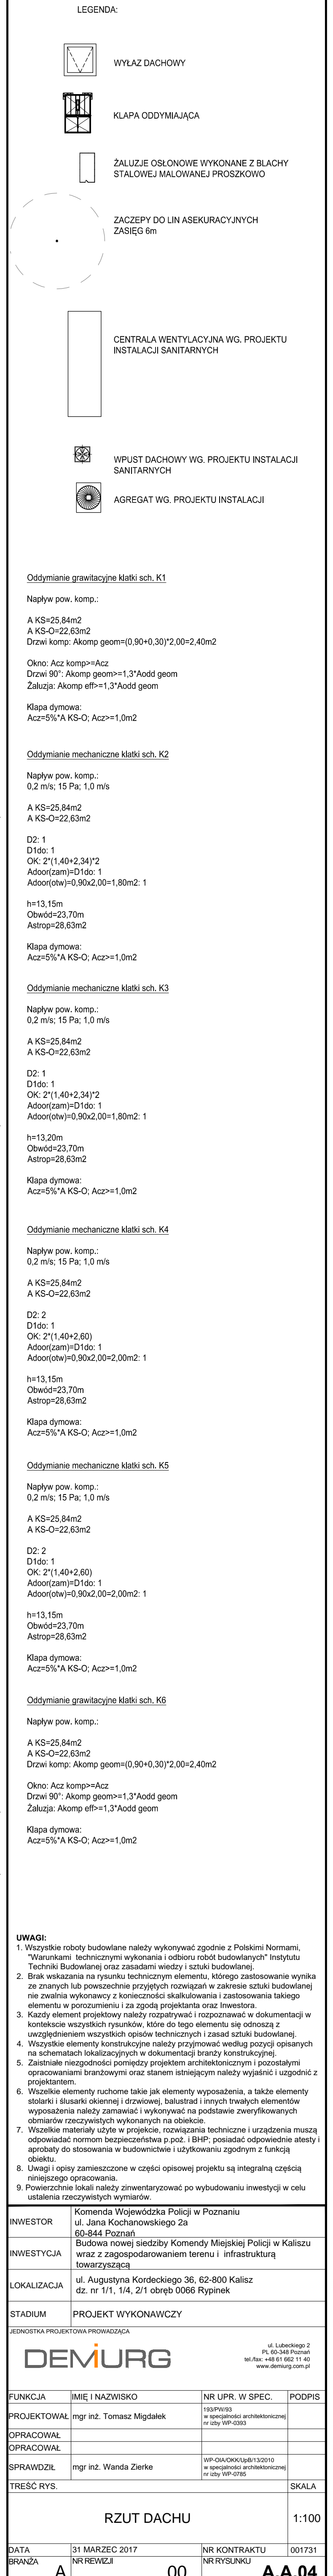 LEGENDA:
WYŁAZ DACHOWY
KLAPA ODDYMIAJĄCA
ŻALUZJE OSŁONOWE WYKONANE Z BLACHY
STALOWEJ MALOWANEJ PROSZKOWO
ZACZEPY DO LIN ASEKURACYJNYCH
ZASIĘG 6m
CENTRALA WENTYLACYJNA WG. PROJEKTU
INSTALACJI SANITARNYCH
WPUST DACHOWY WG. PROJEKTU INSTALACJI
SANITARNYCH
AGREGAT WG. PROJEKTU INSTALACJI
Oddymianie grawitacyjne klatki sch. K1
Napływ pow. komp.:
A KS=25,84m2
A KS-O=22,63m2
Drzwi komp: Akomp geom=(0,90+0,30)*2,00=2,40m2
Okno: Acz komp>=Acz
Drzwi 90°: Akomp geom>=1,3*Aodd geom
Żaluzja: Akomp eff>=1,3*Aodd geom
Klapa dymowa:
Acz=5%*A KS-O; Acz>=1,0m2
Oddymianie mechaniczne klatki sch. K2
Napływ pow. komp.:
0,2 m/s; 15 Pa; 1,0 m/s
A KS=25,84m2
A KS-O=22,63m2
D2: 1
D1do: 1
OK: 2*(1,40+2,34)*2
Adoor(zam)=D1do: 1
Adoor(otw)=0,90x2,00=1,80m2: 1
h=13,15m
Obwód=23,70m
Astrop=28,63m2
Klapa dymowa:
Acz=5%*A KS-O; Acz>=1,0m2
Oddymianie mechaniczne klatki sch. K3
Napływ pow. komp.:
0,2 m/s; 15 Pa; 1,0 m/s
A KS=25,84m2
A KS-O=22,63m2
D2: 1
D1do: 1
OK: 2*(1,40+2,34)*2
Adoor(zam)=D1do: 1
Adoor(otw)=0,90x2,00=1,80m2: 1
h=13,20m
Obwód=23,70m
Astrop=28,63m2
Klapa dymowa:
Acz=5%*A KS-O; Acz>=1,0m2
Oddymianie mechaniczne klatki sch. K4
Napływ pow. komp.:
0,2 m/s; 15 Pa; 1,0 m/s
A KS=25,84m2
A KS-O=22,63m2
D2: 2
D1do: 1
OK: 2*(1,40+2,60)
Adoor(zam)=D1do: 1
Adoor(otw)=0,90x2,00=2,00m2: 1
h=13,15m
Obwód=23,70m
Astrop=28,63m2
Klapa dymowa:
Acz=5%*A KS-O; Acz>=1,0m2
Oddymianie mechaniczne klatki sch. K5
Napływ pow. komp.:
0,2 m/s; 15 Pa; 1,0 m/s
A KS=25,84m2
A KS-O=22,63m2
D2: 2
D1do: 1
OK: 2*(1,40+2,60)
Adoor(zam)=D1do: 1
Adoor(otw)=0,90x2,00=2,00m2: 1
h=13,15m
Obwód=23,70m
Astrop=28,63m2
Klapa dymowa:
Acz=5%*A KS-O; Acz>=1,0m2
Oddymianie grawitacyjne klatki sch. K6
Napływ pow. komp.:
A KS=25,84m2
A KS-O=22,63m2
Drzwi komp: Akomp geom=(0,90+0,30)*2,00=2,40m2
Okno: Acz komp>=Acz
Drzwi 90°: Akomp geom>=1,3*Aodd geom
Żaluzja: Akomp eff>=1,3*Aodd geom
Klapa dymowa:
Acz=5%*A KS-O; Acz>=1,0m2
UWAGI:
1. Wszystkie roboty budowlane należy wykonywać zgodnie z Polskimi Normami,
"Warunkami technicznymi wykonania i odbioru robót budowlanych" Instytutu
Techniki Budowlanej oraz zasadami wiedzy i sztuki budowlanej.
2. Brak wskazania na rysunku technicznym elementu, którego zastosowanie wynika
ze znanych lub powszechnie przyjętych rozwiązań w zakresie sztuki budowlanej
nie zwalnia wykonawcy z konieczności skalkulowania i zastosowania takiego
elementu w porozumieniu i za zgodą projektanta oraz Inwestora.
3. Kazdy element projektowy należy rozpatrywać i rozpoznawać w dokumentacji w
kontekscie wszystkich rysunków, które do tego elementu się odnoszą z
uwzględnieniem wszystkich opisów technicznych i zasad sztuki budowlanej.
4. Wszystkie elementy konstrukcyjne należy przyjmować według pozycji opisanych
na schematach lokalizacyjnych w dokumentacji branży konstrukcyjnej.
5. Zaistniałe niezgodności pomiędzy projektem architektonicznym i pozostałymi
opracowaniami branżowymi oraz stanem istniejącym należy wyjaśnić i uzgodnić z
projektantem.
6. Wszelkie elementy ruchome takie jak elementy wyposażenia, a także elementy
stolarki i ślusarki okiennej i drzwiowej, balustrad i innych trwałych elementów
wyposażenia należy zamawiać i wykonywać na podstawie zweryfikowanych
obmiarów rzeczywistych wykonanych na obiekcie.
7. Wszelkie materiały użyte w projekcie, rozwiązania techniczne i urządzenia muszą
odpowiadać normom bezpieczeństwa p.poż. i BHP; posiadać odpowiednie atesty i
aprobaty do stosowania w budownictwie i użytkowaniu zgodnym z funkcją
obiektu.
8. Uwagi i opisy zamieszczone w części opisowej projektu są integralną częścią
niniejszego opracowania.
9. Powierzchnie lokali należy zinwentaryzować po wybudowaniu inwestycji w celu
ustalenia rzeczywistych wymiarów.
INWESTOR
Komenda Wojewódzka Policji w Poznaniu
ul. Jana Kochanowskiego 2a
60-844 Poznań
INWESTYCJA
Budowa nowej siedziby Komendy Miejskiej Policji w Kaliszu
wraz z zagospodarowaniem terenu i infrastrukturą
towarzyszącą
LOKALIZACJA
ul. Augustyna Kordeckiego 36, 62-800 Kalisz
dz. nr 1/1, 1/4, 2/1 obręb 0066 Rypinek
STADIUM PROJEKT WYKONAWCZY
JEDNOSTKA PROJEKTOWA PROWADZĄCA
DEMIURG
ul. Lubeckiego 2
PL 60-348 Poznań
tel./fax: +48 61 662 11 40
www.demiurg.com.pl
FUNKCJA IMIĘ I NAZWISKO NR UPR. W SPEC. PODPIS
PROJEKTOWAŁ mgr inż. Tomasz Migdałek
193/PW/93
w specjalności architektonicznej
nr izby WP-0393
OPRACOWAŁ
OPRACOWAŁ
SPRAWDZIŁ mgr inż. Wanda Zierke
WP-OIA/OKK/UpB/13/2010
w specjalności architektonicznej
nr izby WP-0785
TREŚĆ RYS. SKALA
RZUT DACHU 1:100
DATA 31 MARZEC 2017 NR KONTRAKTU 001731
BRANŻA NR REWIZJI NR RYSUNKU
A 00 A.A.04